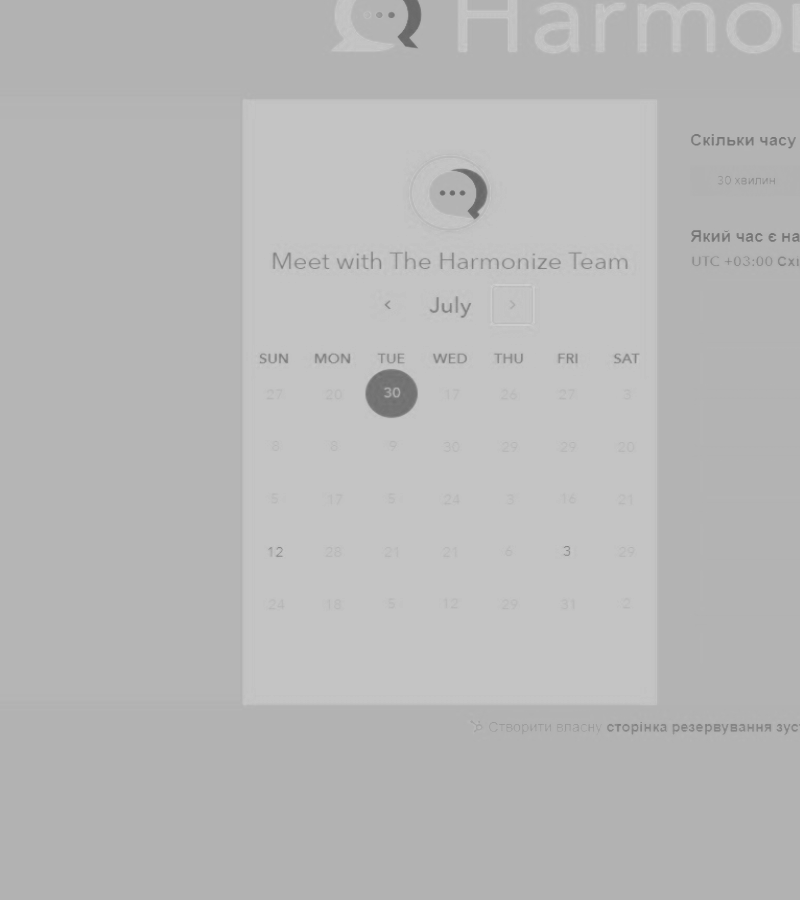 Harmo
Meet with The Harmonize Team
July
SUN MON TUE WED THU FRI SAT
27 20 30 17 26 27 3
8 8 9 30 29 29 20
5 17 5 24 3 16 21
12 28 21 21 6 3 29
24 18 5 12 29 31 2
Скільки часу
30 хвилин
Який час є на
UTC +03:00 Схі
Створити власну сторінка резервування зус